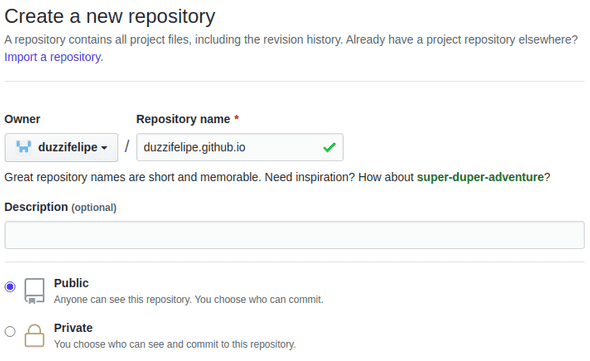 Create a new repository
A repository contains all project files, including the revision history. Already have a project repository elsewhere?
Import a repository.
Owner
Repository name *
duzzifelipe / duzzifelipe.github.io
Great repository names are short and memorable. Need inspiration? How about super-duper-adventure?
Description (optional)
Public
Anyone can see this repository. You choose who can commit.
Private
You choose who can see and commit to this repository.